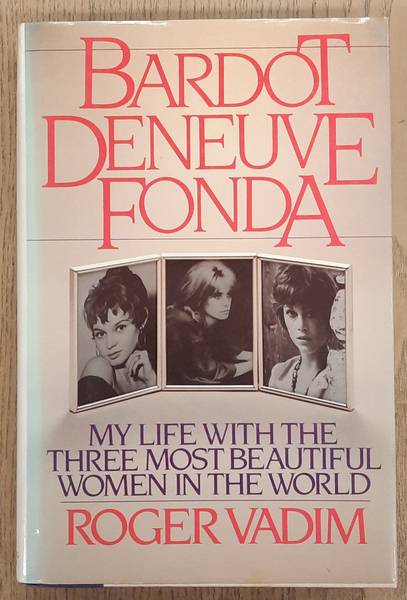 BARDOT
DENEUVE
FONDA
MY LIFE WITH THE
THREE MOST BEAUTIFUL
WOMEN IN THE WORLD
ROGER VADIM